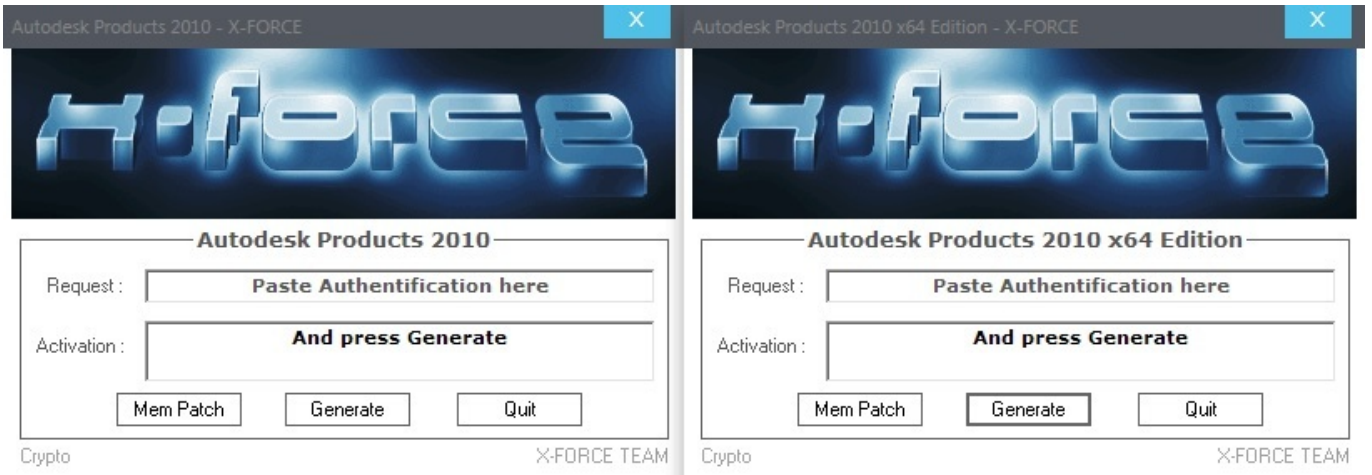 Autodesk Products 2010 - X-FORCE
X
x-force
Autodesk Products 2010
Request :
Paste Authentification here
Activation :
And press Generate
Mem Patch
Generate
Quit
Crypto
X-FORCE TEAM
Autodesk Products 2010 x64 Edition - X-FORCE
X
x-force
Autodesk Products 2010 x64 Edition
Request :
Paste Authentification here
Activation :
And press Generate
Mem Patch
Generate
Quit
Crypto
X-FORCE TEAM